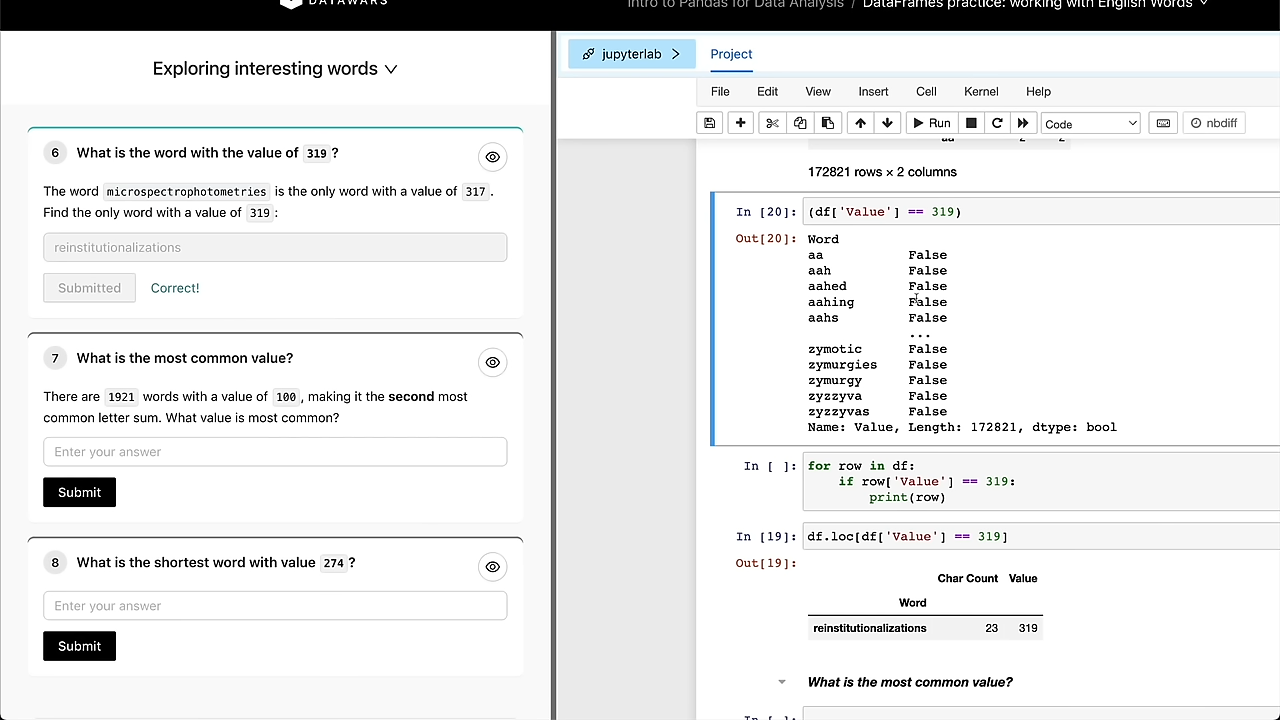 DATAWARS
Intro to Pandas for Data Analysis / DataFrames practice: working with English Words
Exploring interesting words
6 What is the word with the value of 319 ?
The word microspectrophotometries is the only word with a value of 317 .
Find the only word with a value of 319 :
reinstitutionalizations
Submitted Correct!
7 What is the most common value?
There are 1921 words with a value of 100 , making it the second most
common letter sum. What value is most common?
Enter your answer
Submit
8 What is the shortest word with value 274 ?
Enter your answer
Submit
jupyterlab Project
File Edit View Insert Cell Kernel Help
Run Code nbdiff
aa 2 2
172821 rows × 2 columns
In [20]: (df['Value'] == 319)
Out[20]: Word
aa False
aah False
aahed False
aahing False
aahs False
...
zymotic False
zymurgies False
zymurgy False
zyzzyva False
zyzzyvas False
Name: Value, Length: 172821, dtype: bool
In [ ]: for row in df:
if row['Value'] == 319:
print(row)
In [19]: df.loc[df['Value'] == 319]
Out[19]:
Char Count Value
Word
reinstitutionalizations 23 319
What is the most common value?
In [ ]: